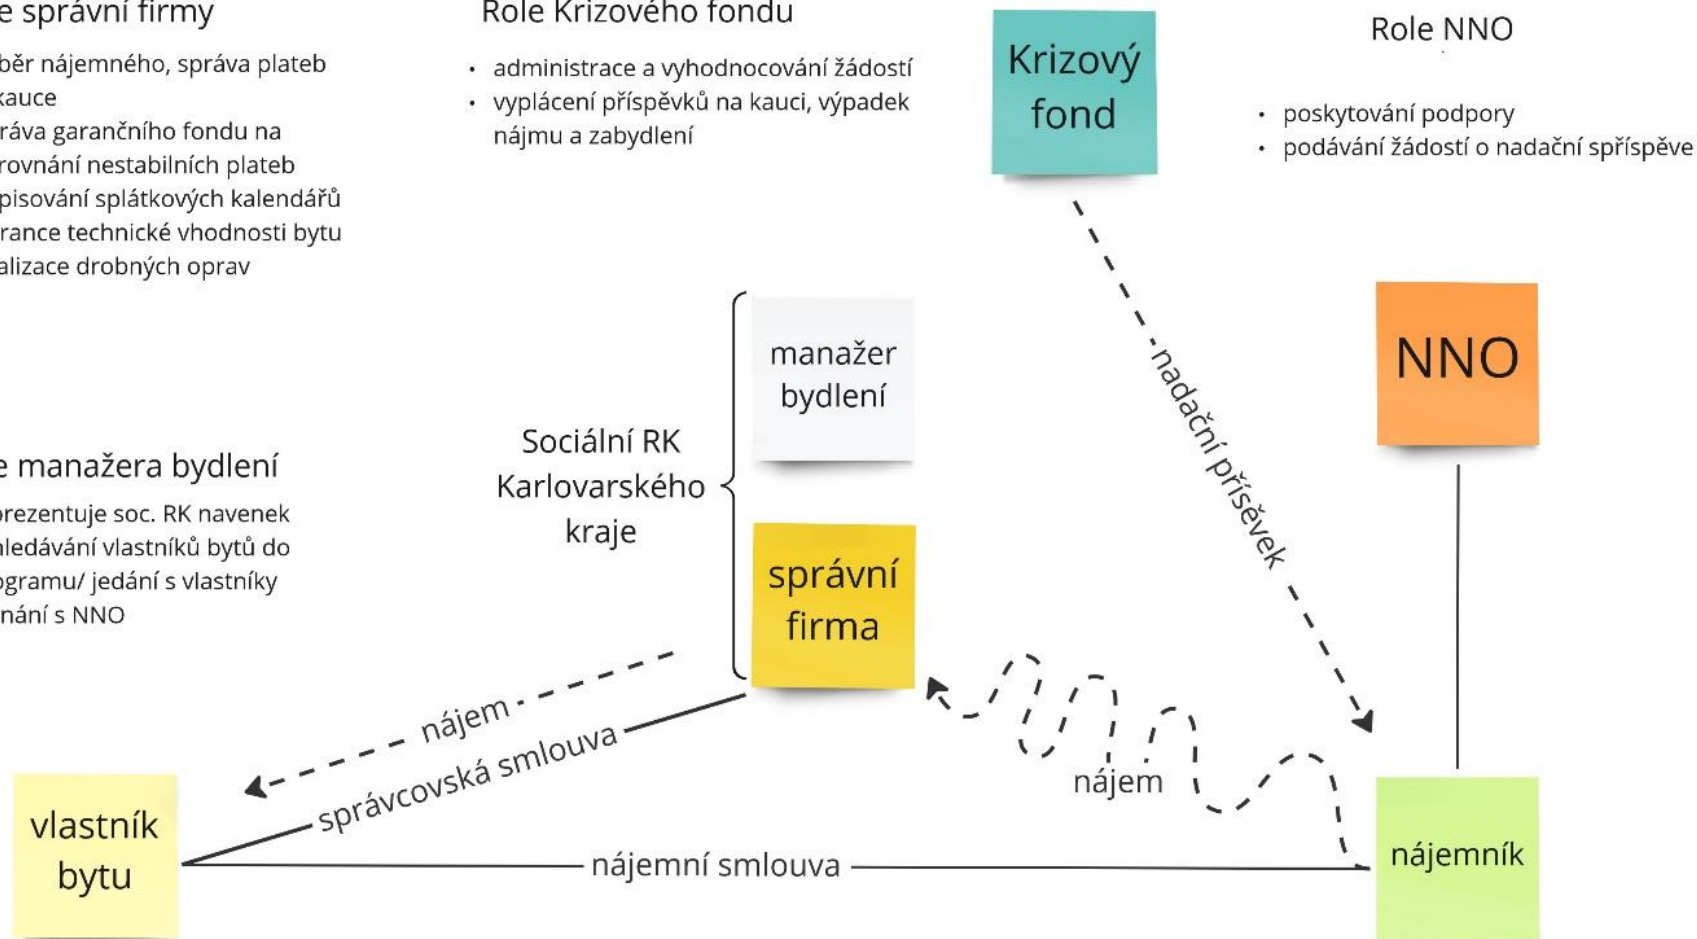 e správní firmy
běr nájemného, správa plateb
kauce
ráva garančního fondu na
rovnání nestabilních plateb
pisování splátkových kalendářů
rance technické vhodnosti bytu
alizace drobných oprav
Role Krizového fondu
• administrace a vyhodnocování žádostí
• vyplácení příspěvků na kauci, výpadek
nájmu a zabydlení
Krizový
fond
Role NNO
• poskytování podpory
• podávání žádostí o nadační spříspěve
e manažera bydlení
prezentuje soc. RK navenek
hledávání vlastníků bytů do
ogramu/ jedání s vlastníky
nání s NNO
Sociální RK
Karlovarského
kraje
manažer
bydlení
správní
firma
nadační přísěvek
NNO
nájem
správcovská smlouva
nájem
vlastník
bytu
nájemní smlouva
nájemník